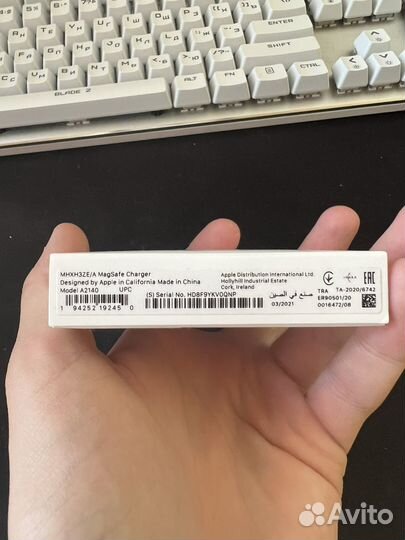 ENTER
SHIFT
ALT
FN
CTRL
BLADE Z
MHXH3ZE/A MagSafe Charger
Designed by Apple in California Made in China
Model A2140 UPC
1 94252 19245 0
(S) Serial No. HD8F9YKV0QNP
Apple Distribution International Ltd.
Hollyhill Industrial Estate
Cork, Ireland
صنع في الصين
03/2021
EAC
TRA TA-2020/6742
ER90501/20
0016472/08
Avito